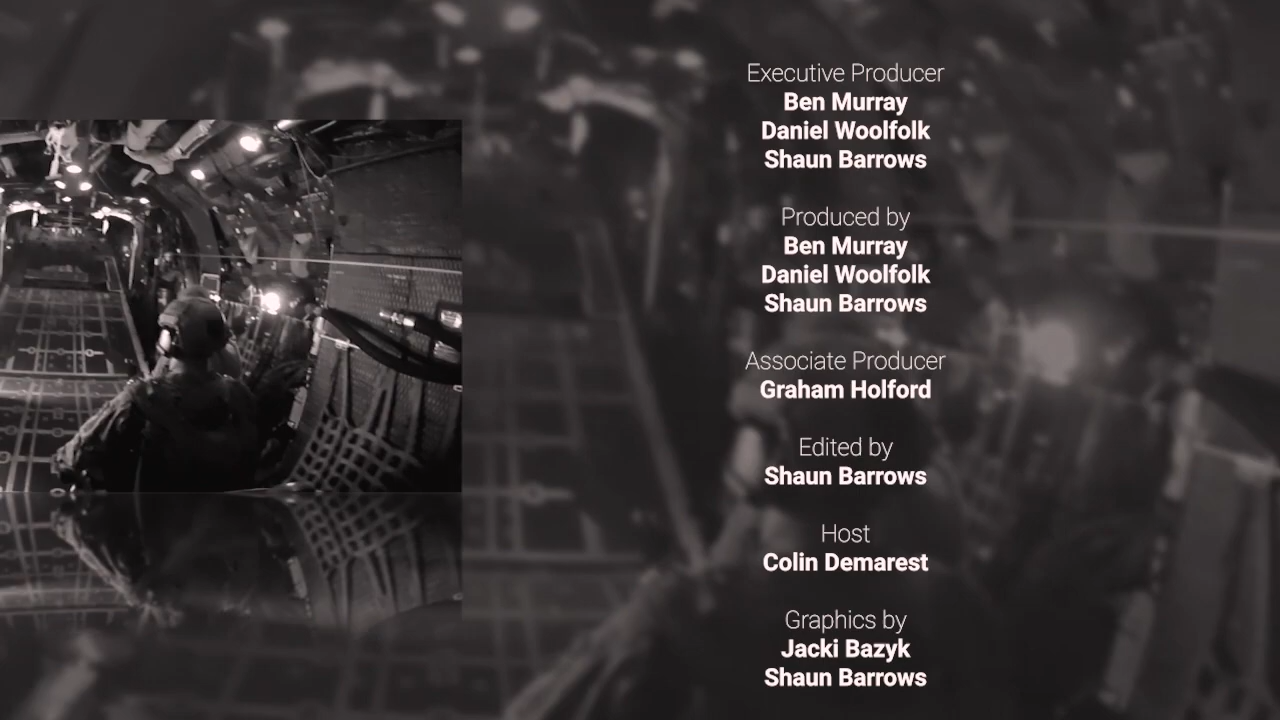 Executive Producer
Ben Murray
Daniel Woolfolk
Shaun Barrows
Produced by
Ben Murray
Daniel Woolfolk
Shaun Barrows
Associate Producer
Graham Holford
Edited by
Shaun Barrows
Host
Colin Demarest
Graphics by
Jacki Bazyk
Shaun Barrows